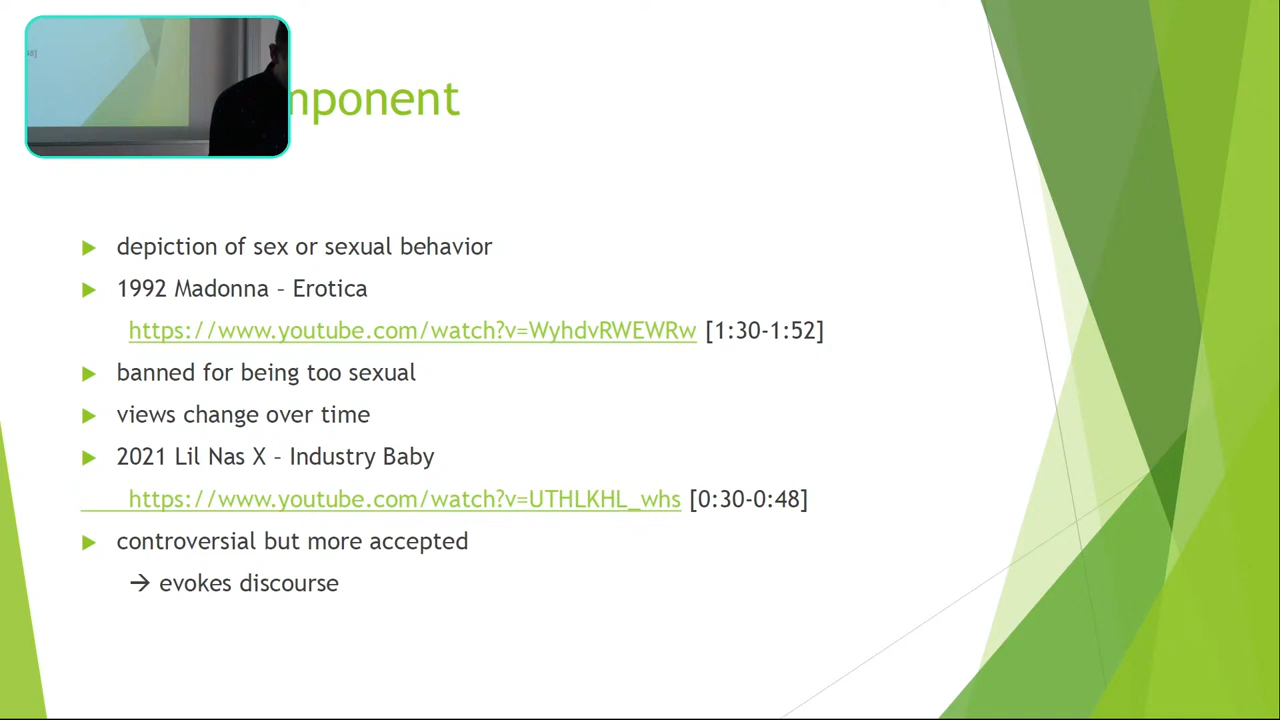 mponent
depiction of sex or sexual behavior
1992 Madonna – Erotica
https://www.youtube.com/watch?v=WyhdvRWEWRw [1:30-1:52]
banned for being too sexual
views change over time
2021 Lil Nas X – Industry Baby
https://www.youtube.com/watch?v=UTHLKHL_whs [0:30-0:48]
controversial but more accepted
→ evokes discourse